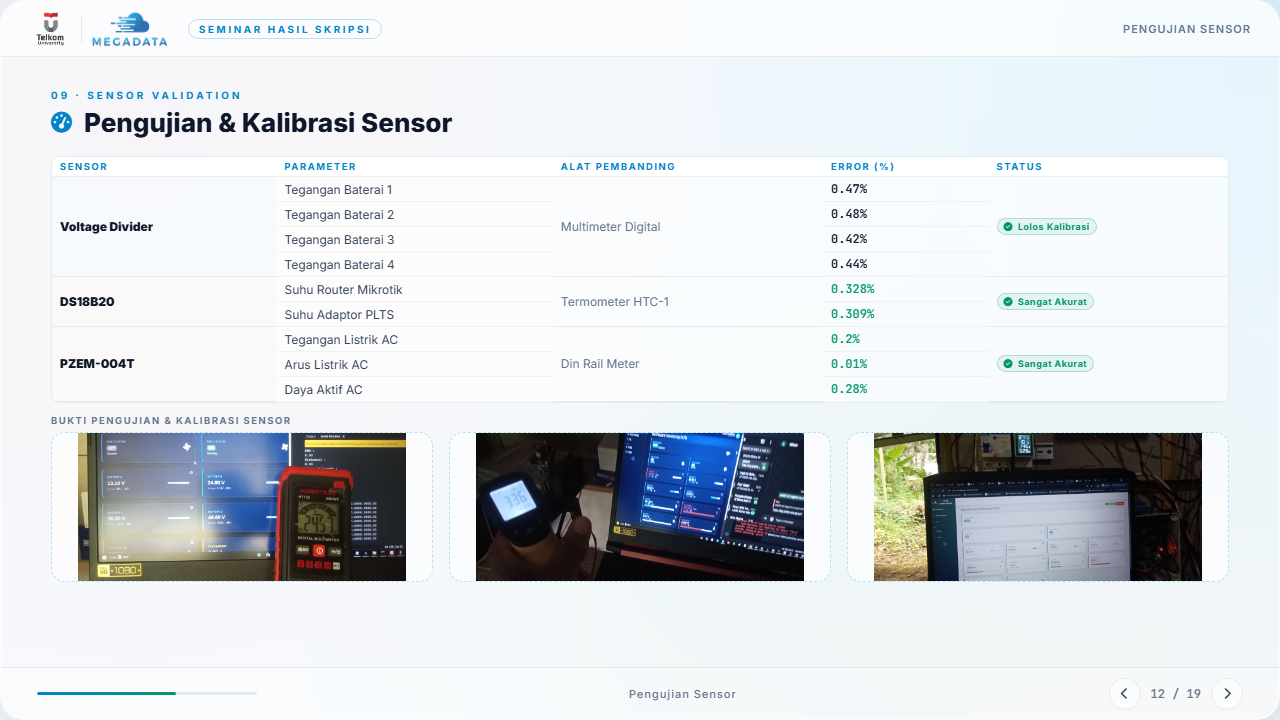 Telkom
University
MEGADATA
SEMINAR HASIL SKRIPSI
PENGUJIAN SENSOR
09 · SENSOR VALIDATION
Pengujian & Kalibrasi Sensor
SENSOR PARAMETER ALAT PEMBANDING ERROR (%) STATUS
Voltage Divider Multimeter Digital Lolos Kalibrasi
Tegangan Baterai 1 0.47%
Tegangan Baterai 2 0.48%
Tegangan Baterai 3 0.42%
Tegangan Baterai 4 0.44%
DS18B20 Termometer HTC-1 Sangat Akurat
Suhu Router Mikrotik 0.328%
Suhu Adaptor PLTS 0.309%
PZEM-004T Din Rail Meter Sangat Akurat
Tegangan Listrik AC 0.2%
Arus Listrik AC 0.01%
Daya Aktif AC 0.28%
BUKTI PENGUJIAN & KALIBRASI SENSOR
DIGITAL MULTIMETER
1080
Pengujian Sensor
12 / 19